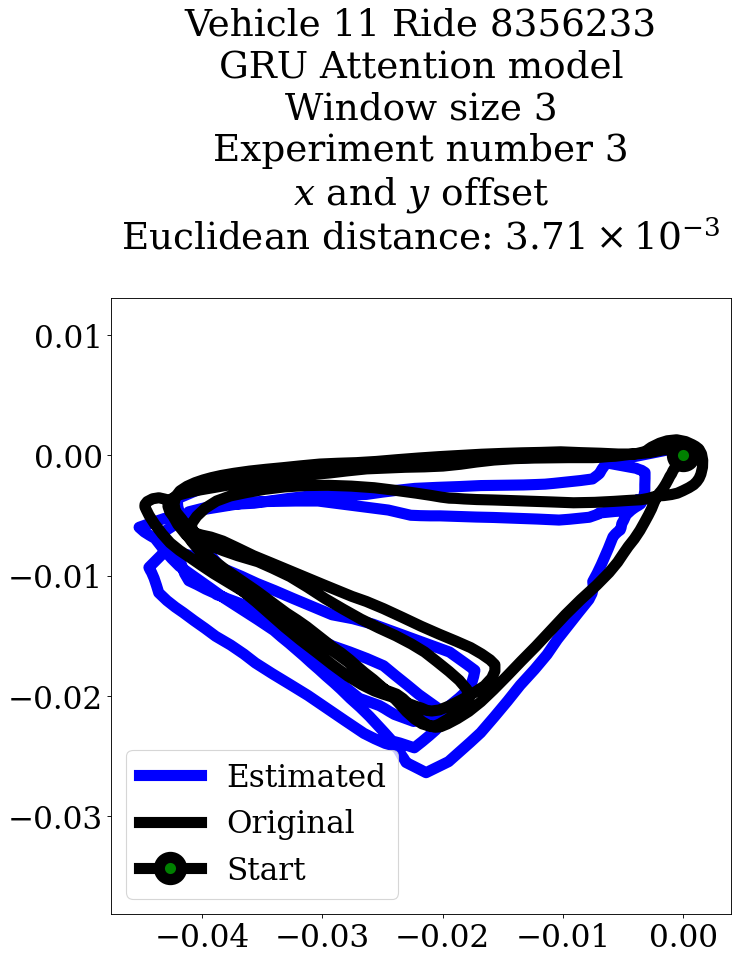 Vehicle 11 Ride 8356233
GRU Attention model
Window size 3
Experiment number 3
x and y offset
Euclidean distance: 3.71 × 10⁻³
0.01
0.00
−0.01
−0.02
−0.03
Estimated
Original
Start
−0.04 −0.03 −0.02 −0.01 0.00